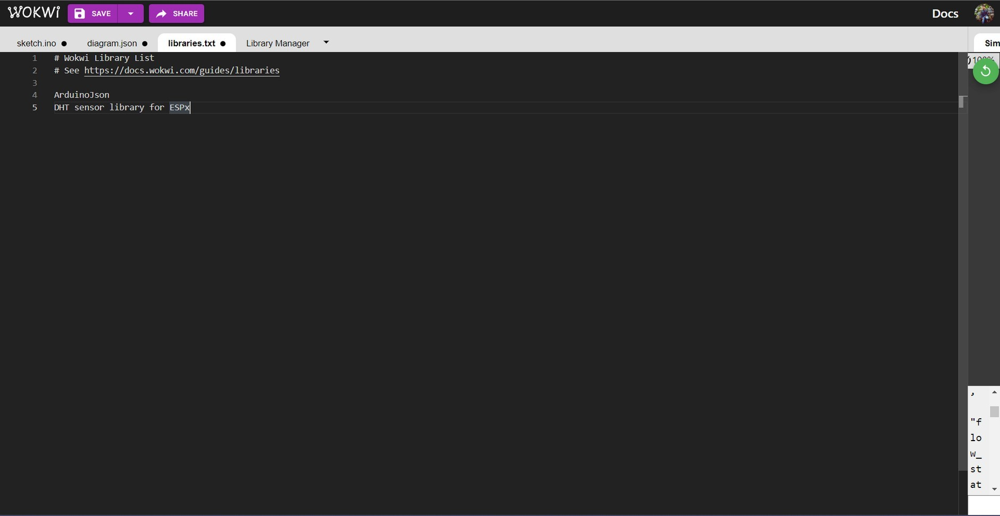 WOKWI SAVE SHARE Docs
sketch.ino ● diagram.json ● libraries.txt ● Library Manager Sim
1 # Wokwi Library List
2 # See https://docs.wokwi.com/guides/libraries
3
4 ArduinoJson
5 DHT sensor library for ESPx
100%
,
"f
lo
w_
st
at